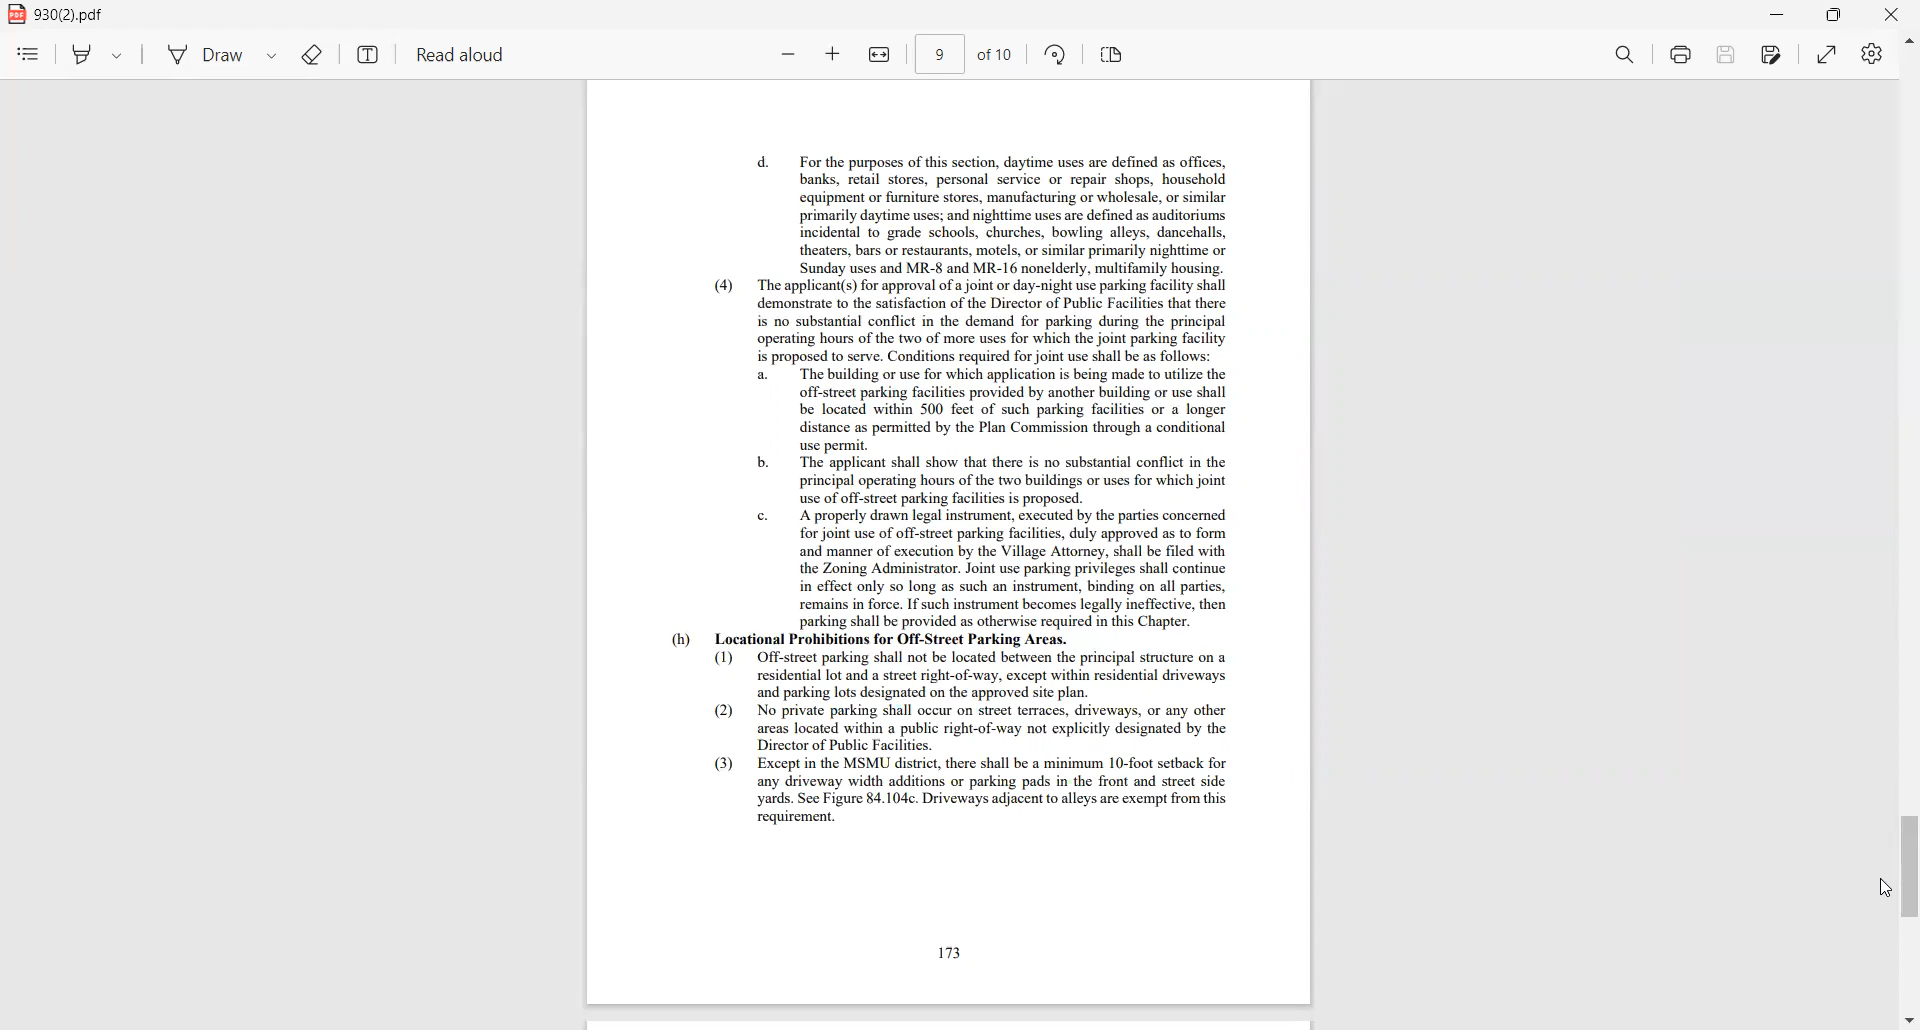 930(2).pdf
Draw
Read aloud
9
of 10
d. For the purposes of this section, daytime uses are defined as offices,
banks, retail stores, personal service or repair shops, household
equipment or furniture stores, manufacturing or wholesale, or similar
primarily daytime uses; and nighttime uses are defined as auditoriums
incidental to grade schools, churches, bowling alleys, dancehalls,
theaters, bars or restaurants, motels, or similar primarily nighttime or
Sunday uses and MR-8 and MR-16 nonelderly, multifamily housing.
(4) The applicant(s) for approval of a joint or day-night use parking facility shall
demonstrate to the satisfaction of the Director of Public Facilities that there
is no substantial conflict in the demand for parking during the principal
operating hours of the two of more uses for which the joint parking facility
is proposed to serve. Conditions required for joint use shall be as follows:
a. The building or use for which application is being made to utilize the
off-street parking facilities provided by another building or use shall
be located within 500 feet of such parking facilities or a longer
distance as permitted by the Plan Commission through a conditional
use permit.
b. The applicant shall show that there is no substantial conflict in the
principal operating hours of the two buildings or uses for which joint
use of off-street parking facilities is proposed.
c. A properly drawn legal instrument, executed by the parties concerned
for joint use of off-street parking facilities, duly approved as to form
and manner of execution by the Village Attorney, shall be filed with
the Zoning Administrator. Joint use parking privileges shall continue
in effect only so long as such an instrument, binding on all parties,
remains in force. If such instrument becomes legally ineffective, then
parking shall be provided as otherwise required in this Chapter.
(h) Locational Prohibitions for Off-Street Parking Areas.
(1) Off-street parking shall not be located between the principal structure on a
residential lot and a street right-of-way, except within residential driveways
and parking lots designated on the approved site plan.
(2) No private parking shall occur on street terraces, driveways, or any other
areas located within a public right-of-way not explicitly designated by the
Director of Public Facilities.
(3) Except in the MSMU district, there shall be a minimum 10-foot setback for
any driveway width additions or parking pads in the front and street side
yards. See Figure 84.104c. Driveways adjacent to alleys are exempt from this
requirement.
173